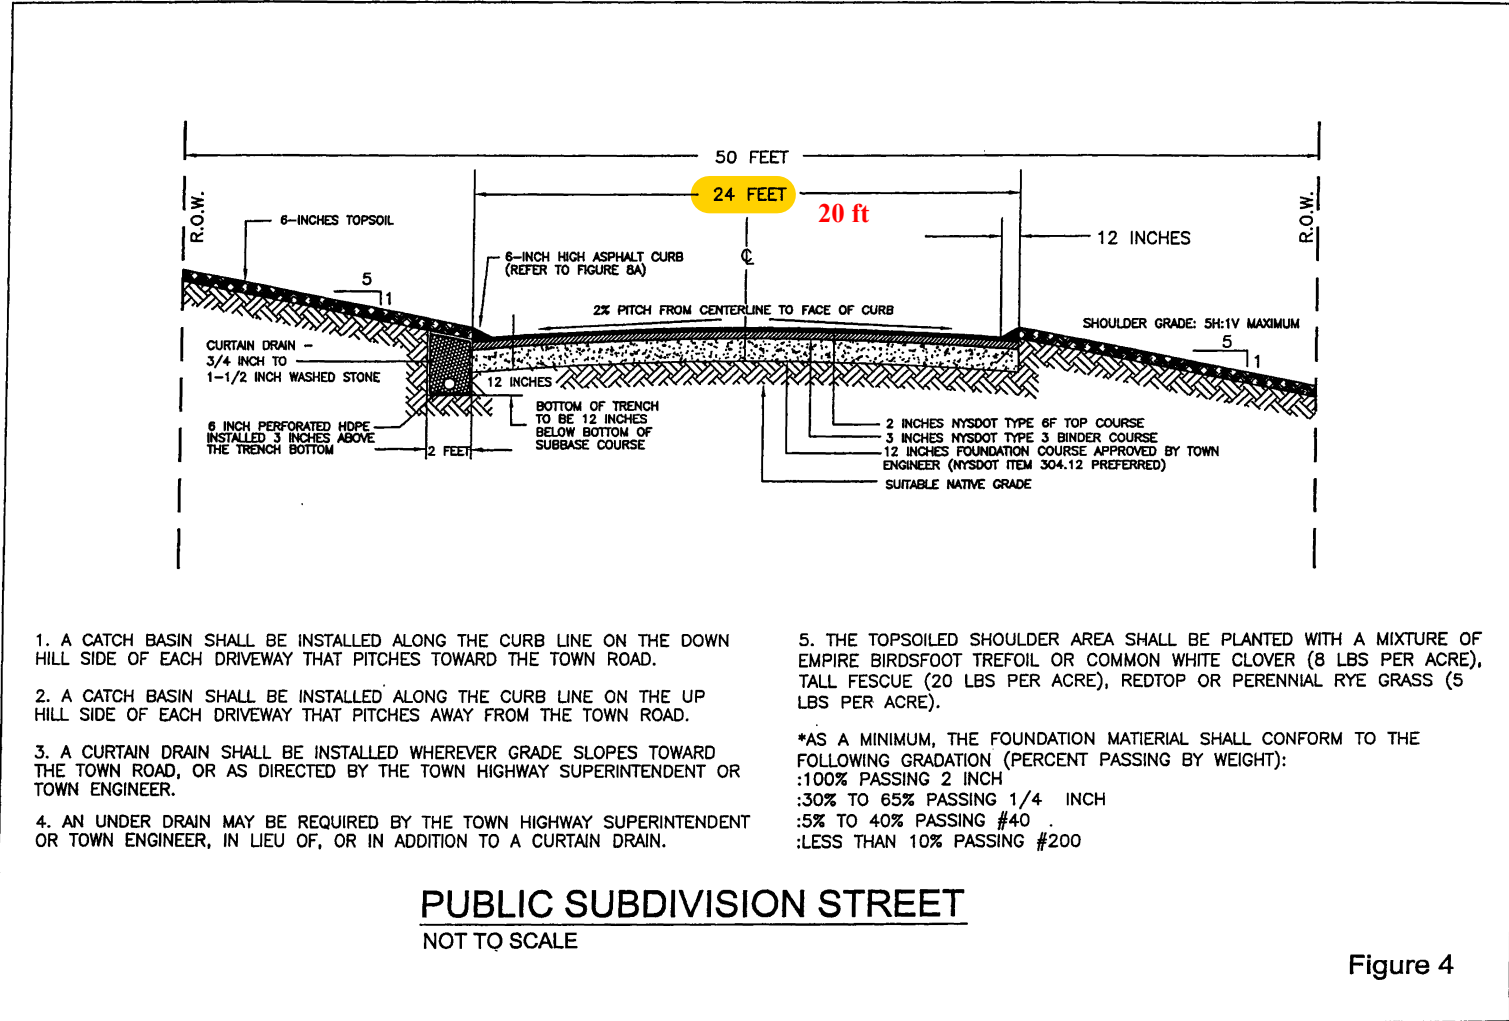 50 FEET
24 FEET
20 ft
R.O.W.
R.O.W.
6-INCHES TOPSOIL
12 INCHES
6-INCH HIGH ASPHALT CURB
(REFER TO FIGURE 8A)
℄
5
1
2% PITCH FROM CENTERLINE TO FACE OF CURB
SHOULDER GRADE: 5H:1V MAXIMUM
5
1
CURTAIN DRAIN -
3/4 INCH TO
1-1/2 INCH WASHED STONE
12 INCHES
BOTTOM OF TRENCH
TO BE 12 INCHES
BELOW BOTTOM OF
SUBBASE COURSE
6 INCH PERFORATED HDPE
INSTALLED 3 INCHES ABOVE
THE TRENCH BOTTOM
2 FEET
2 INCHES NYSDOT TYPE 6F TOP COURSE
3 INCHES NYSDOT TYPE 3 BINDER COURSE
12 INCHES FOUNDATION COURSE APPROVED BY TOWN
ENGINEER (NYSDOT ITEM 304.12 PREFERRED)
SUITABLE NATIVE GRADE
1. A CATCH BASIN SHALL BE INSTALLED ALONG THE CURB LINE ON THE DOWN
HILL SIDE OF EACH DRIVEWAY THAT PITCHES TOWARD THE TOWN ROAD.
2. A CATCH BASIN SHALL BE INSTALLED ALONG THE CURB LINE ON THE UP
HILL SIDE OF EACH DRIVEWAY THAT PITCHES AWAY FROM THE TOWN ROAD.
3. A CURTAIN DRAIN SHALL BE INSTALLED WHEREVER GRADE SLOPES TOWARD
THE TOWN ROAD, OR AS DIRECTED BY THE TOWN HIGHWAY SUPERINTENDENT OR
TOWN ENGINEER.
4. AN UNDER DRAIN MAY BE REQUIRED BY THE TOWN HIGHWAY SUPERINTENDENT
OR TOWN ENGINEER, IN LIEU OF, OR IN ADDITION TO A CURTAIN DRAIN.
5. THE TOPSOILED SHOULDER AREA SHALL BE PLANTED WITH A MIXTURE OF
EMPIRE BIRDSFOOT TREFOIL OR COMMON WHITE CLOVER (8 LBS PER ACRE),
TALL FESCUE (20 LBS PER ACRE), REDTOP OR PERENNIAL RYE GRASS (5
LBS PER ACRE).
*AS A MINIMUM, THE FOUNDATION MATIERIAL SHALL CONFORM TO THE
FOLLOWING GRADATION (PERCENT PASSING BY WEIGHT):
:100% PASSING 2 INCH
:30% TO 65% PASSING 1/4 INCH
:5% TO 40% PASSING #40
:LESS THAN 10% PASSING #200
PUBLIC SUBDIVISION STREET
NOT TO SCALE
Figure 4